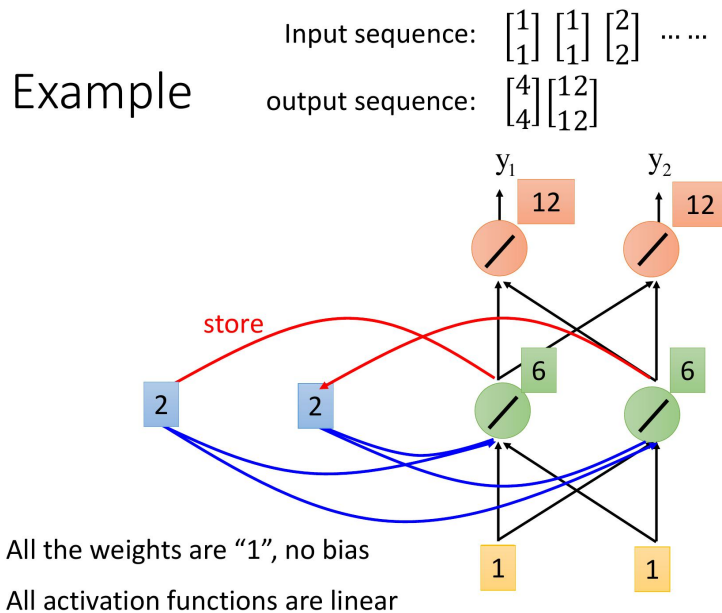 Input sequence: [1 1] [1 1] [2 2] … …
Example
output sequence: [4 4] [12 12]
y₁ y₂
12 12
store
6 6
2 2
All the weights are “1”, no bias
1 1
All activation functions are linear